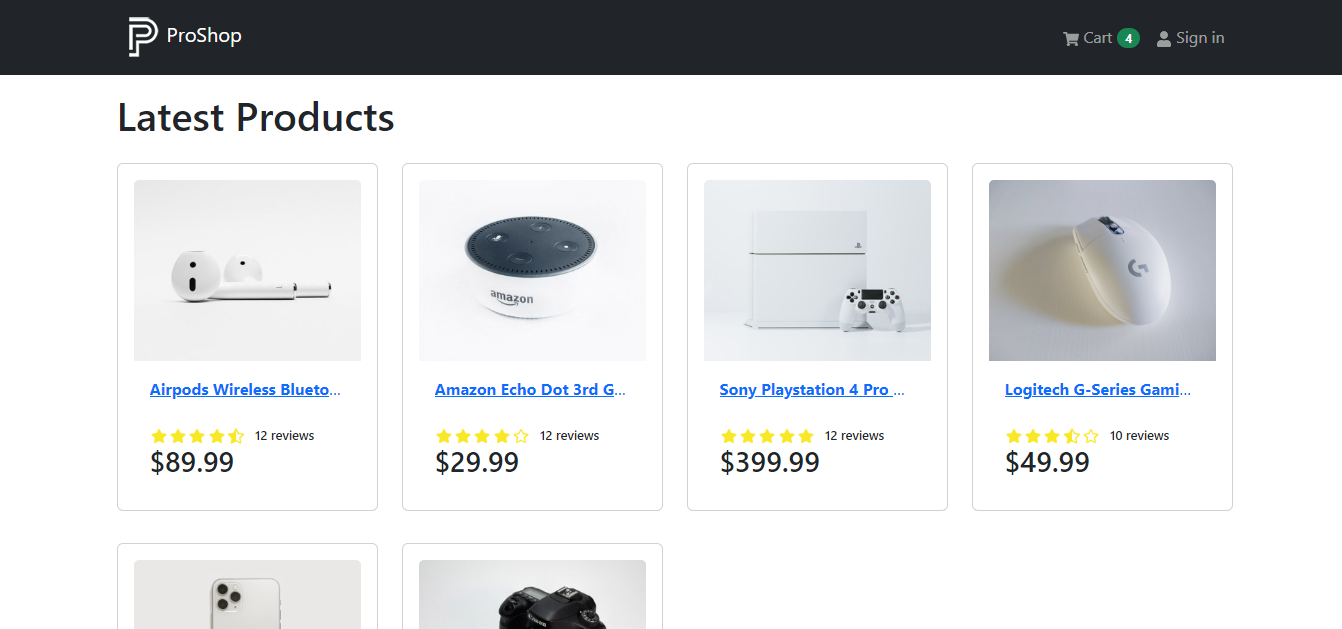 ProShop
Cart 4 Sign in
Latest Products
amazon
G
Airpods Wireless Blueto...
Amazon Echo Dot 3rd G...
Sony Playstation 4 Pro ...
Logitech G-Series Gami...
12 reviews
12 reviews
12 reviews
10 reviews
$89.99
$29.99
$399.99
$49.99